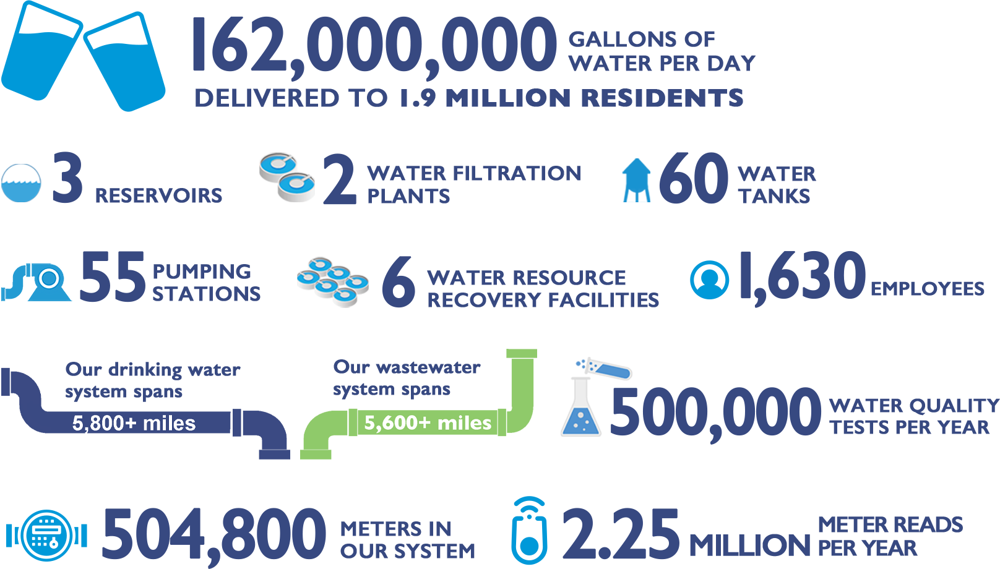 162,000,000 GALLONS OF
WATER PER DAY
DELIVERED TO 1.9 MILLION RESIDENTS
3 RESERVOIRS
2 WATER FILTRATION
PLANTS
60 WATER
TANKS
55 PUMPING
STATIONS
6 WATER RESOURCE
RECOVERY FACILITIES
1,630 EMPLOYEES
Our drinking water
system spans
5,800+ miles
Our wastewater
system spans
5,600+ miles
500,000 WATER QUALITY
TESTS PER YEAR
504,800 METERS IN
OUR SYSTEM
2.25 MILLION METER READS
PER YEAR